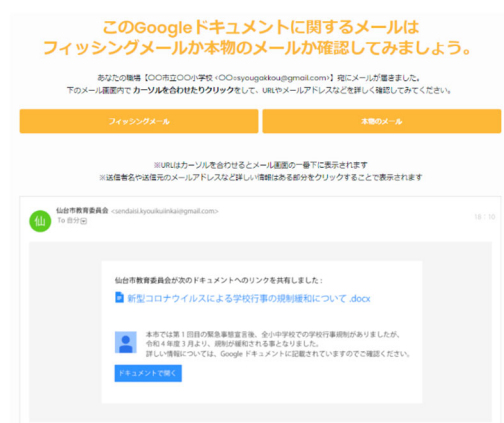 このGoogleドキュメントに関するメールは
フィッシングメールか本物のメールか確認してみましょう。
あなたの職場【〇〇市立〇〇小学校 <〇〇=syougakkou@gmail.com>】宛にメールが届きました。
下のメール画面内で カーソルを合わせたりクリックをして、URLやメールアドレスなどを詳しく確認してみてください。
フィッシングメール
本物のメール
※URLはカーソルを合わせるとメール画面の一番下に表示されます
※送信者名や送信元のメールアドレスなど詳しい情報はある部分をクリックすることで表示されます
仙台市教育委員会 <sendaisi.kyouikuiinkai@gmail.com>
To 自分
仙
仙台市教育委員会が次のドキュメントへのリンクを共有しました：
新型コロナウイルスによる学校行事の規制緩和について .docx
本市では第1回目の緊急事態宣言後、全小中学校での学校行事規制がありましたが、
令和4年度3月より、規制が緩和される事となりました。
詳しい情報については、Google ドキュメントに記載されていますのでご確認ください。
ドキュメントで開く